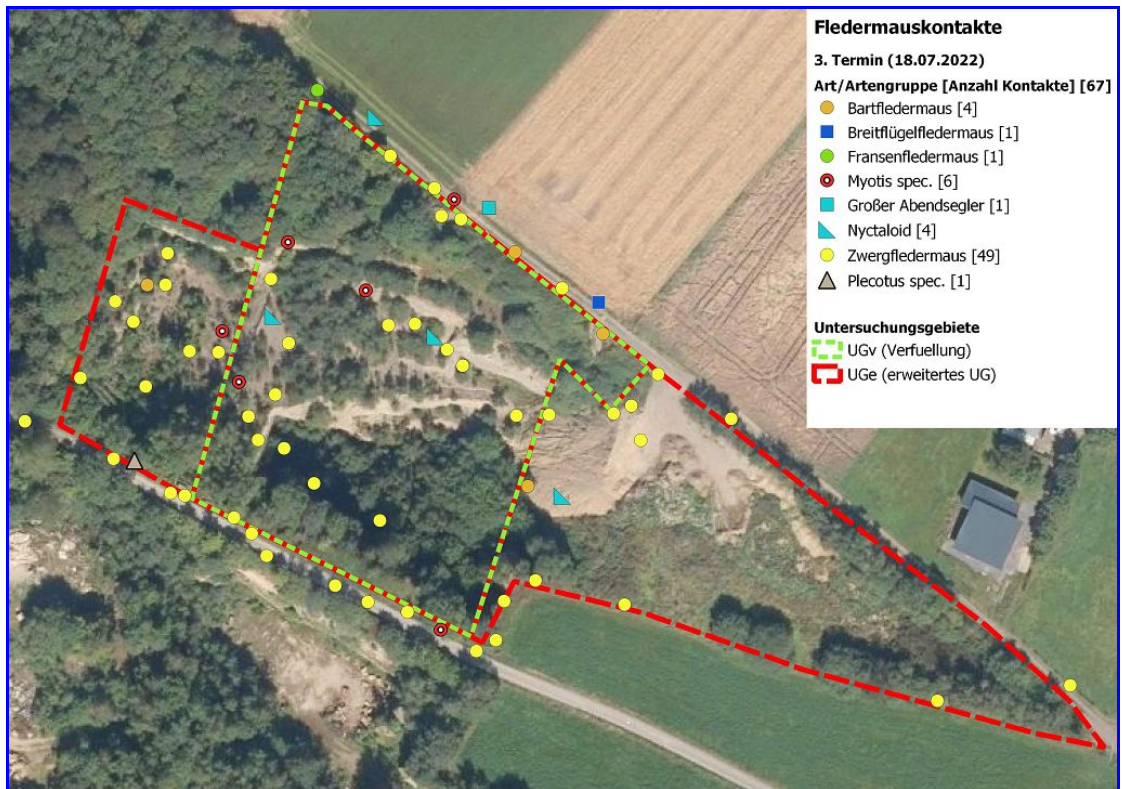 Fledermauskontakte
3. Termin (18.07.2022)
Art/Artengruppe [Anzahl Kontakte] [67]
Bartfledermaus [4]
Breitflügelfledermaus [1]
Fransenfledermaus [1]
Myotis spec. [6]
Großer Abendsegler [1]
Nyctaloid [4]
Zwergfledermaus [49]
Plecotus spec. [1]
Untersuchungsgebiete
UGv (Verfuellung)
UGe (erweitertes UG)